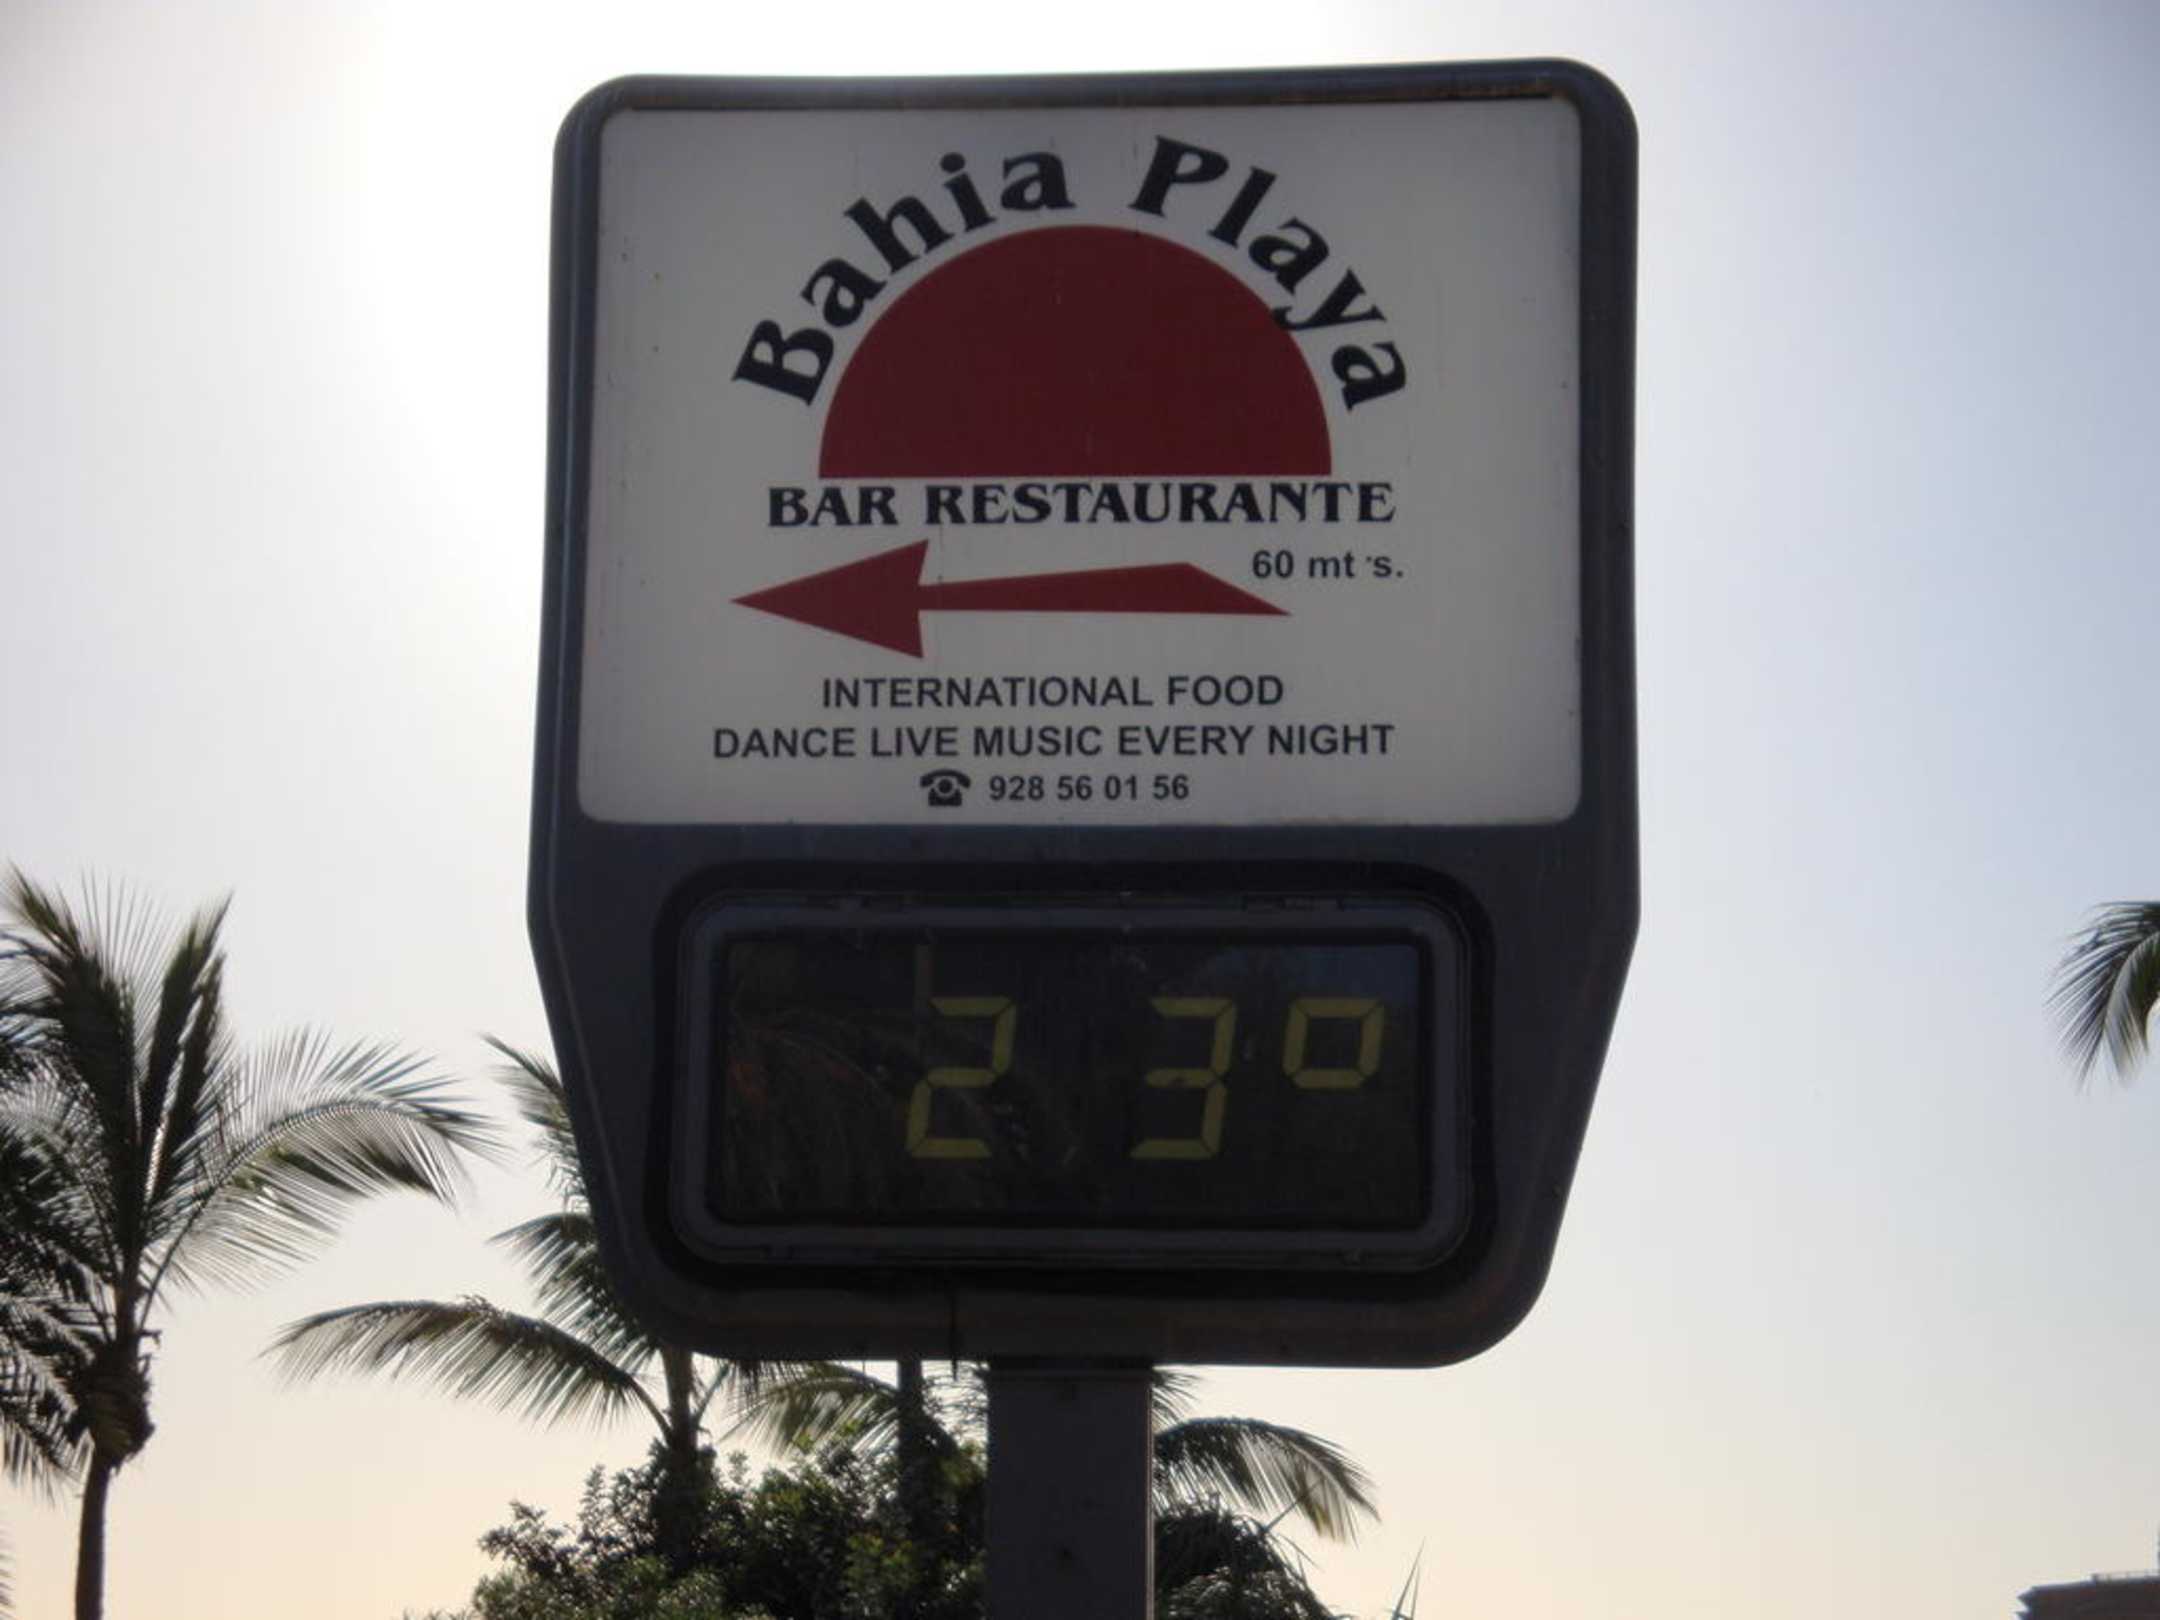 Bahia Playa
BAR RESTAURANTE
60 mt's.
INTERNATIONAL FOOD
DANCE LIVE MUSIC EVERY NIGHT
928 56 01 56
23°